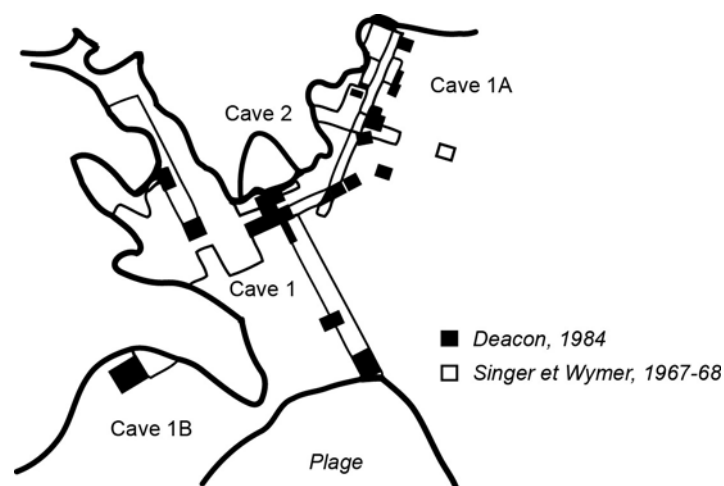 Cave 1A
Cave 2
Cave 1
Deacon, 1984
Singer et Wymer, 1967-68
Cave 1B
Plage